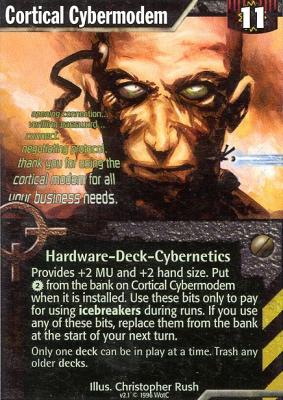 Cortical Cybermodem
11
opening connection...
verifying password...
connect.
negotiating protocol.
thank you for using the
cortical modem for all
your business needs.
Hardware-Deck-Cybernetics
Provides +2 MU and +2 hand size. Put
2 from the bank on Cortical Cybermodem
when it is installed. Use these bits only to pay
for using icebreakers during runs. If you use
any of these bits, replace them from the bank
at the start of your next turn.
Only one deck can be in play at a time. Trash any
older decks.
Illus. Christopher Rush
v2.1 © 1996 WotC